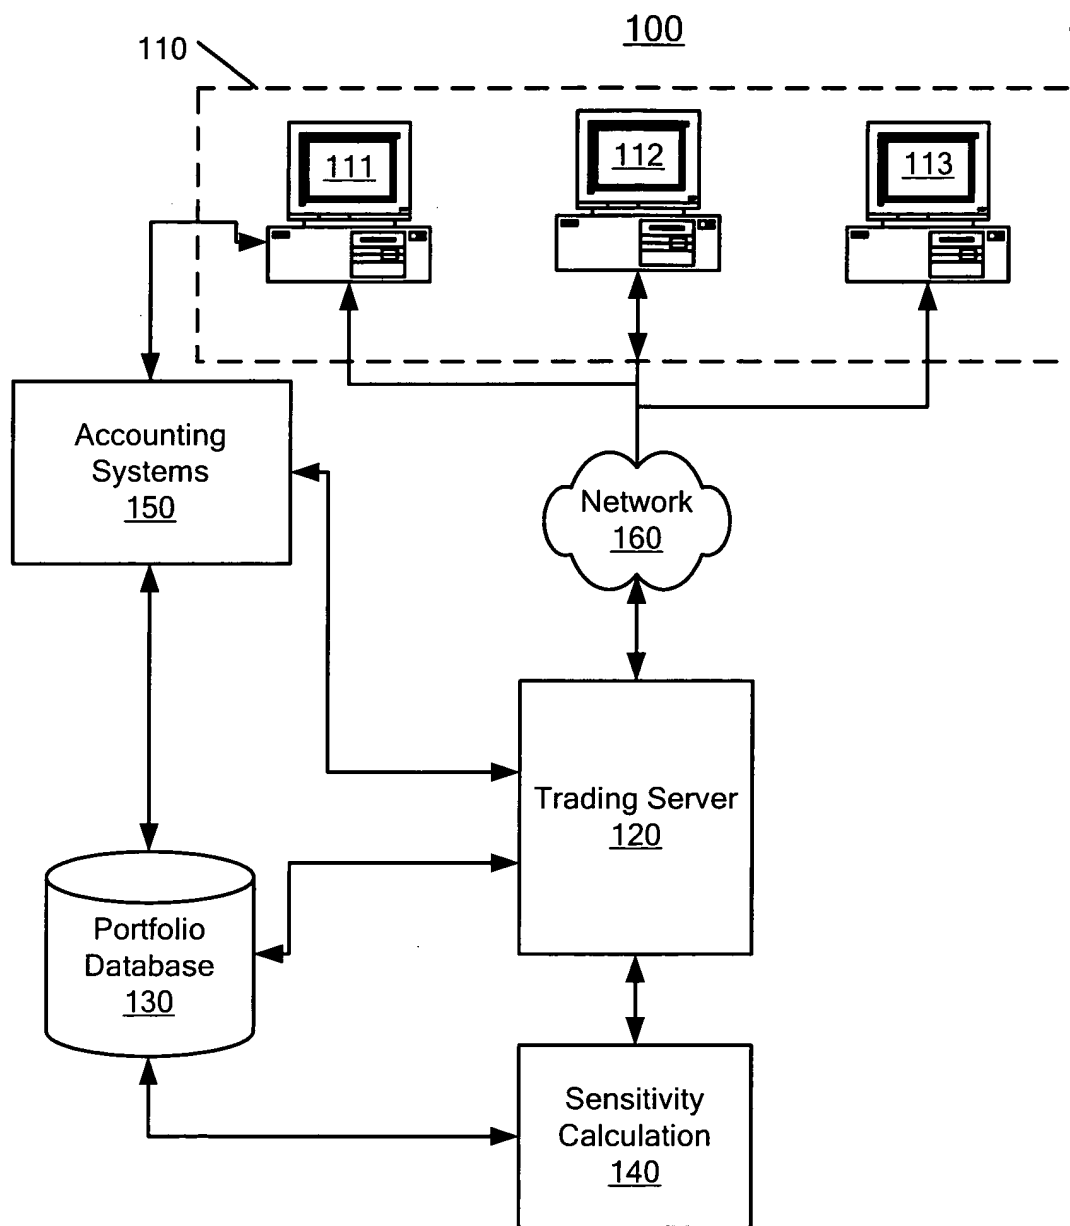 100
110
111
112
113
Accounting
Systems
150
Network
160
Trading Server
120
Portfolio
Database
130
Sensitivity
Calculation
140